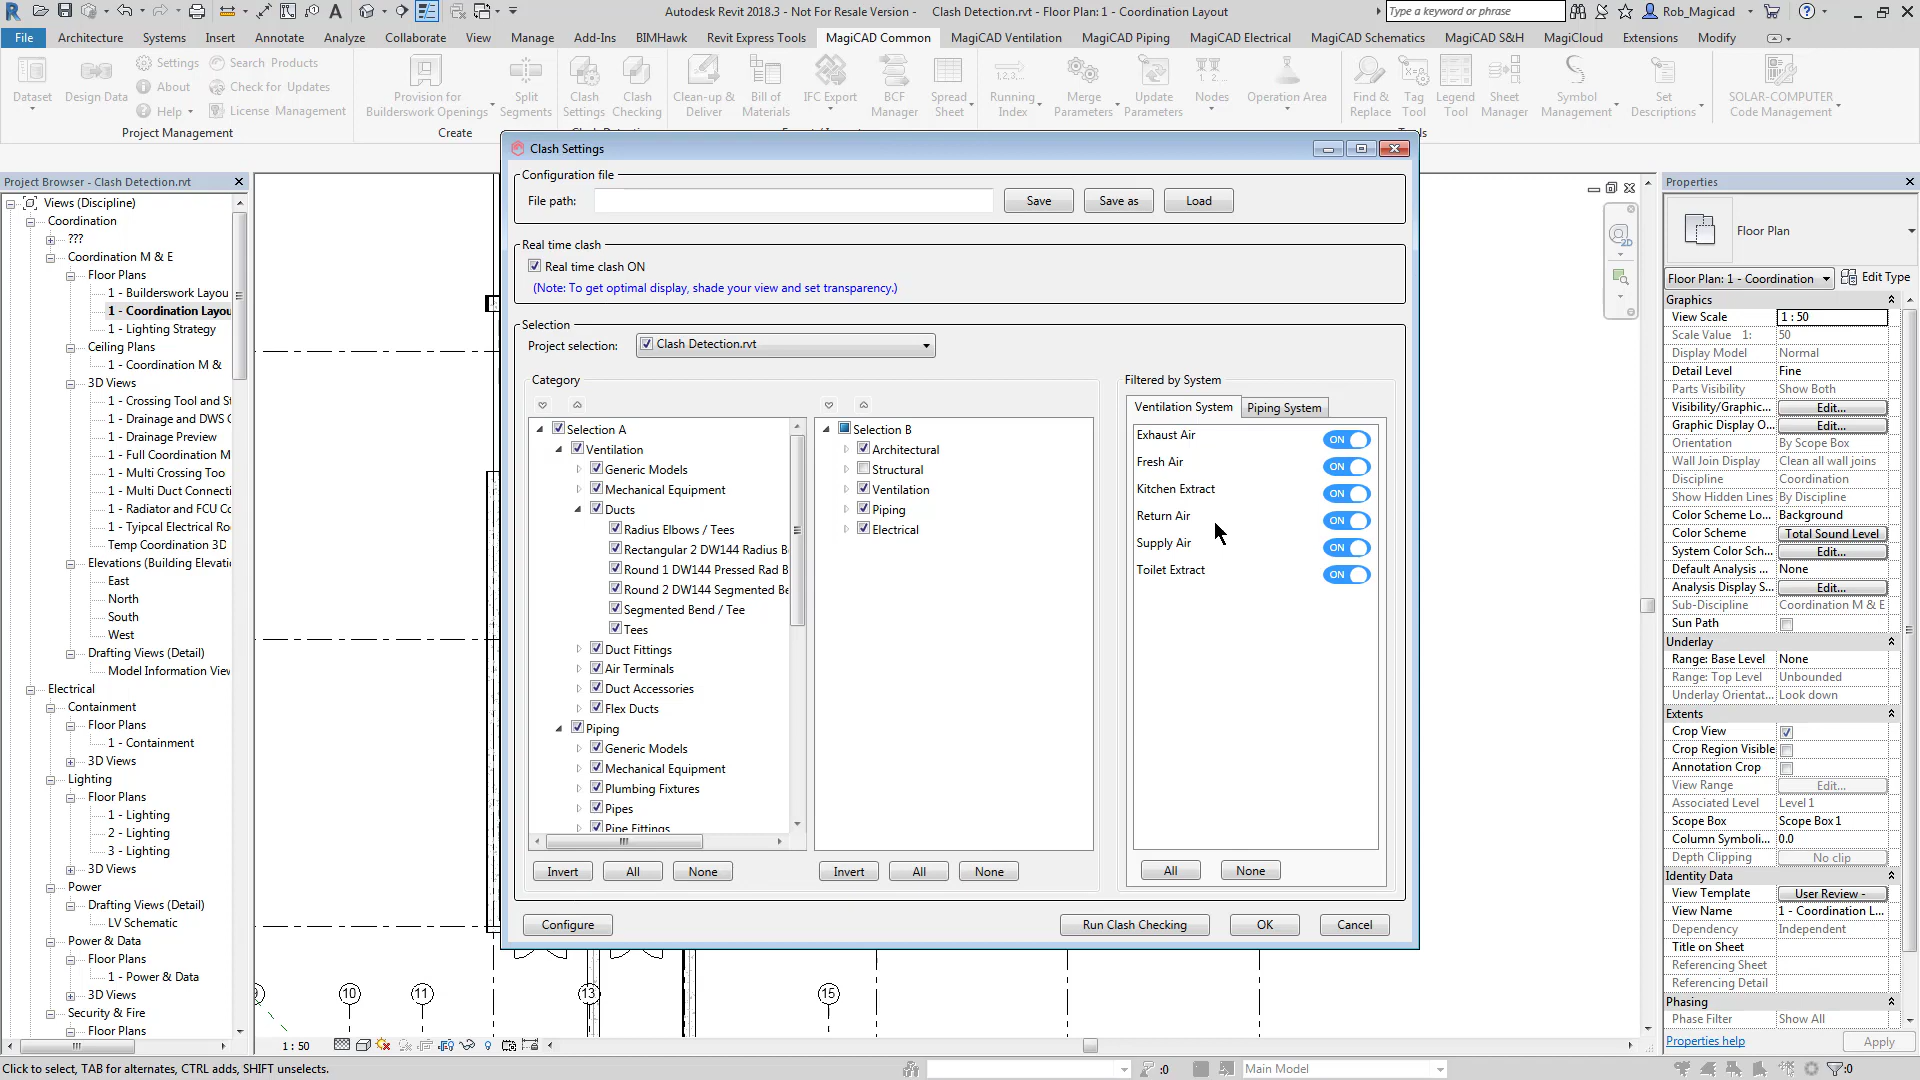 Autodesk Revit 2018.3 - Not For Resale Version - Clash Detection.rvt - Floor Plan: 1 - Coordination Layout
Type a keyword or phrase
Rob_Magicad
File Architecture Systems Insert Annotate Analyze Collaborate View Manage Add-Ins BIMHawk Revit Express Tools MagiCAD Common MagiCAD Ventilation MagiCAD Piping MagiCAD Electrical MagiCAD Schematics MagiCAD S&H MagiCloud Extensions Modify
Dataset
Design Data
Settings
About
Help
Search Products
Check for Updates
License Management
Provision for Builderswork Openings
Split Segments
Clash Settings
Clash Checking
Clean-up & Deliver
Bill of Materials
IFC Export
BCF Manager
Spread Sheet
Running Index
Merge Parameters
Update Parameters
Nodes
Operation Area
Find & Replace
Tag Tool
Legend Tool
Sheet Manager
Symbol Management
Set Descriptions
SOLAR-COMPUTER Code Management
Project Management
Create
Project Browser - Clash Detection.rvt
Views (Discipline)
Coordination
???
Coordination M & E
Floor Plans
1 - Builderswork Layou
1 - Coordination Layou
1 - Lighting Strategy
Ceiling Plans
1 - Coordination M &
3D Views
1 - Crossing Tool and S
1 - Drainage and DWS C
1 - Drainage Preview
1 - Full Coordination M
1 - Multi Crossing Too
1 - Multi Duct Connecti
1 - Radiator and FCU Co
1 - Tyipcal Electrical Ro
Temp Coordination 3D
Elevations (Building Elevatio
East
North
South
West
Drafting Views (Detail)
Model Information View
Electrical
Containment
Floor Plans
1 - Containment
3D Views
Lighting
Floor Plans
1 - Lighting
2 - Lighting
3 - Lighting
3D Views
Power
Drafting Views (Detail)
LV Schematic
Power & Data
Floor Plans
1 - Power & Data
3D Views
Security & Fire
Floor Plans
Clash Settings
Configuration file
File path:
Save
Save as
Load
Real time clash
Real time clash ON
(Note: To get optimal display, shade your view and set transparency.)
Selection
Project selection:
Clash Detection.rvt
Category
Selection A
Ventilation
Generic Models
Mechanical Equipment
Ducts
Radius Elbows / Tees
Rectangular 2 DW144 Radius B
Round 1 DW144 Pressed Rad B
Round 2 DW144 Segmented Be
Segmented Bend / Tee
Tees
Duct Fittings
Air Terminals
Duct Accessories
Flex Ducts
Piping
Generic Models
Mechanical Equipment
Plumbing Fixtures
Pipes
Pipe Fittings
Invert
All
None
Selection B
Architectural
Structural
Ventilation
Piping
Electrical
Invert
All
None
Filtered by System
Ventilation System
Piping System
Exhaust Air ON
Fresh Air ON
Kitchen Extract ON
Return Air ON
Supply Air ON
Toilet Extract ON
All
None
Configure
Run Clash Checking
OK
Cancel
10
11
13
15
2D
Properties
Floor Plan
Floor Plan: 1 - Coordination
Edit Type
Graphics
View Scale 1 : 50
Scale Value 1: 50
Display Model Normal
Detail Level Fine
Parts Visibility Show Both
Visibility/Graphic... Edit...
Graphic Display O... Edit...
Orientation By Scope Box
Wall Join Display Clean all wall joins
Discipline Coordination
Show Hidden Lines By Discipline
Color Scheme Lo... Background
Color Scheme Total Sound Level
System Color Sch... Edit...
Default Analysis ... None
Analysis Display S... Edit...
Sub-Discipline Coordination M & E
Sun Path
Underlay
Range: Base Level None
Range: Top Level Unbounded
Underlay Orientat... Look down
Extents
Crop View
Crop Region Visible
Annotation Crop
View Range Edit...
Associated Level Level 1
Scope Box Scope Box 1
Column Symboli... 0.0
Depth Clipping No clip
Identity Data
View Template User Review -
View Name 1 - Coordination L...
Dependency Independent
Title on Sheet
Referencing Sheet
Referencing Detail
Phasing
Phase Filter Show All
Properties help
Apply
1 : 50
Click to select, TAB for alternates, CTRL adds, SHIFT unselects.
:0
Main Model
:0